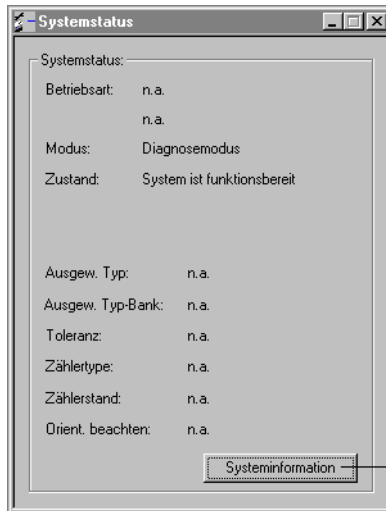 Systemstatus
Systemstatus:
Betriebsart: n.a.
n.a.
Modus: Diagnosemodus
Zustand: System ist funktionsbereit
Ausgew. Typ: n.a.
Ausgew. Typ-Bank: n.a.
Toleranz: n.a.
Zählertype: n.a.
Zählerstand: n.a.
Orient. beachten: n.a.
Systeminformation